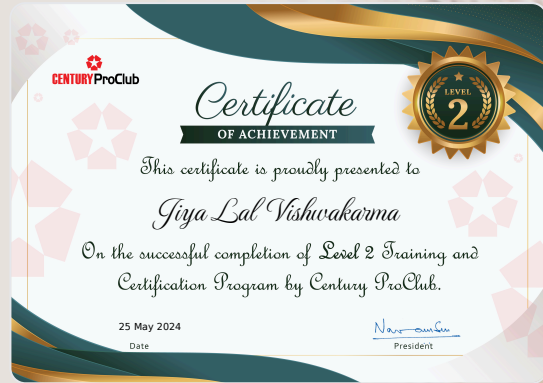 CENTURY ProClub
Certificate
OF ACHIEVEMENT
LEVEL
2
This certificate is proudly presented to
Jiya Lal Vishwakarma
On the successful completion of Level 2 Training and
Certification Program by Century ProClub.
25 May 2024
Date
President